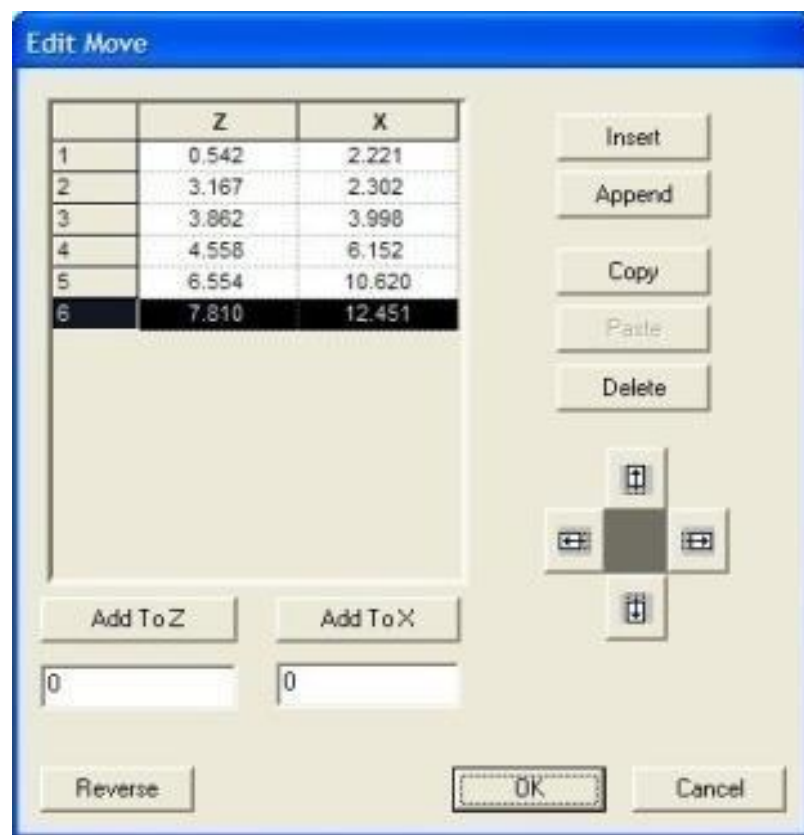 Edit Move
Z X
1 0.542 2.221
2 3.167 2.302
3 3.862 3.998
4 4.558 6.152
5 6.554 10.620
6 7.810 12.451
Insert
Append
Copy
Paste
Delete
Add To Z Add To X
0 0
Reverse OK Cancel